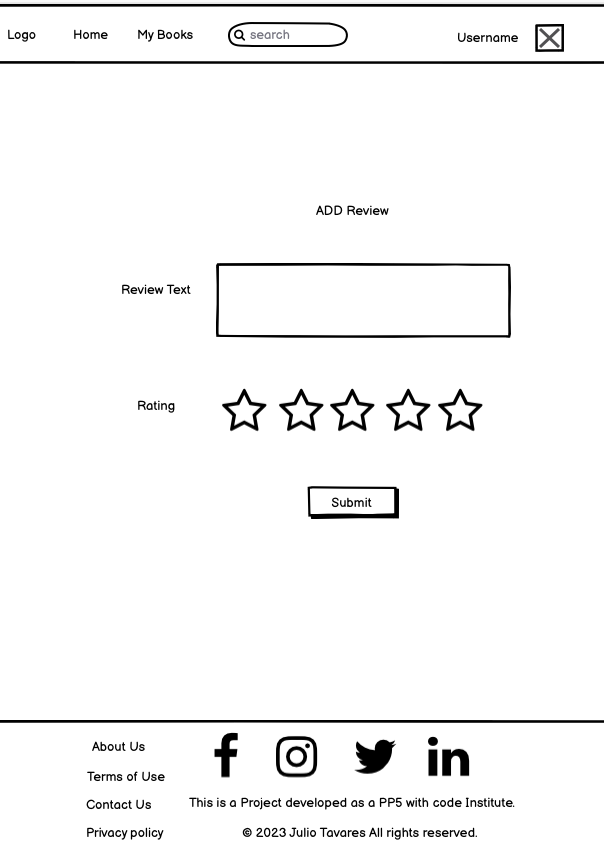 Logo
Home
My Books
search
Username
ADD Review
Review Text
Rating
Submit
About Us
Terms of Use
Contact Us
This is a Project developed as a PP5 with code Institute.
Privacy policy
© 2023 Julio Tavares All rights reserved.